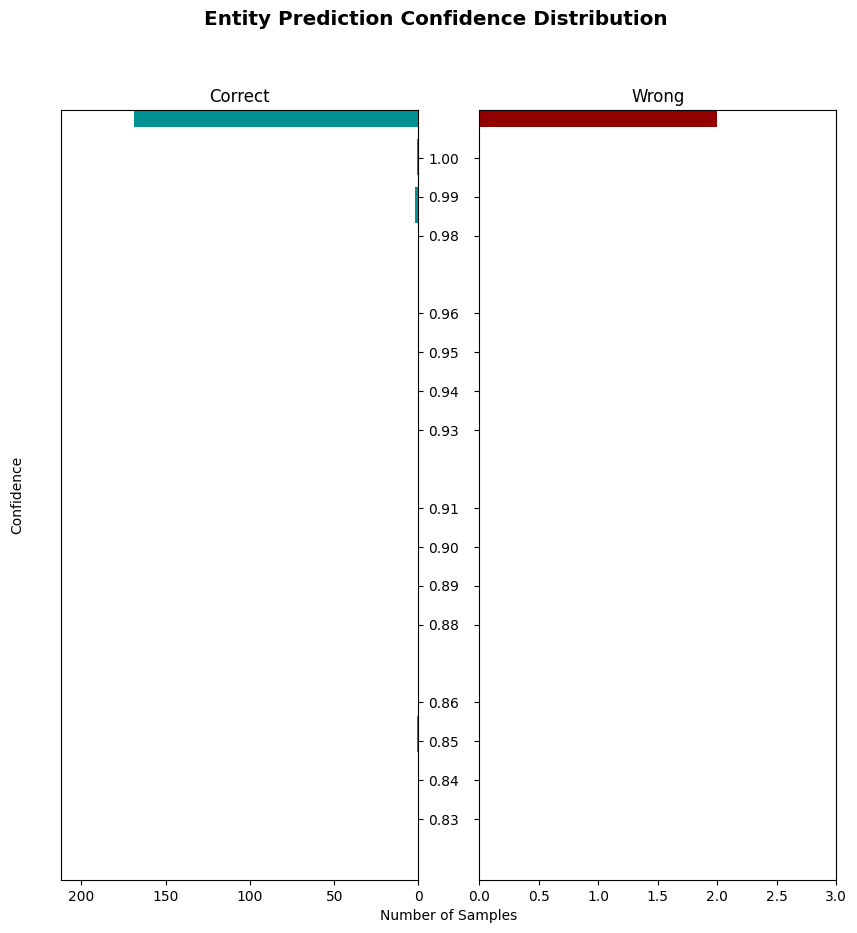 Entity Prediction Confidence Distribution
Correct
Wrong
1.00
0.99
0.98
0.96
0.95
0.94
0.93
0.91
0.90
0.89
0.88
0.86
0.85
0.84
0.83
Confidence
200 150 100 50 0
0.0 0.5 1.0 1.5 2.0 2.5 3.0
Number of Samples